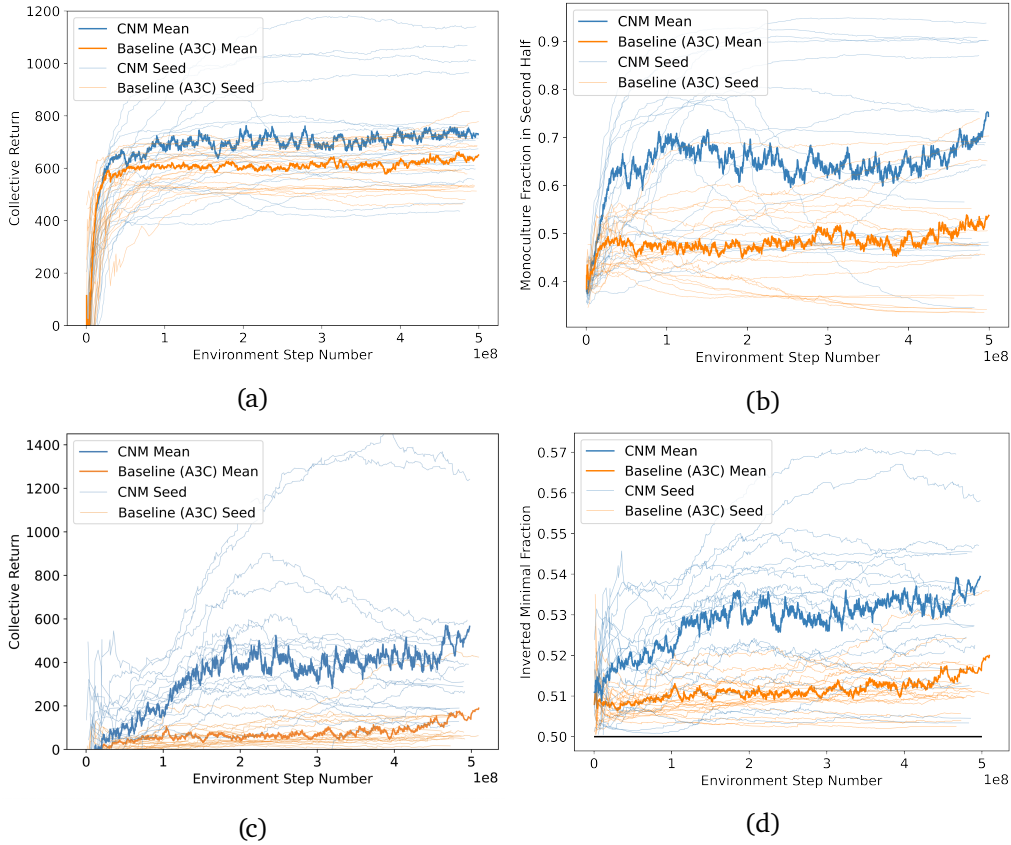 1200
1000
800
600
400
200
0
Collective Return
CNM Mean
Baseline (A3C) Mean
CNM Seed
Baseline (A3C) Seed
0 1 2 3 4 5
1e8
Environment Step Number
(a)
0.9
0.8
0.7
0.6
0.5
0.4
Monoculture Fraction in Second Half
CNM Mean
Baseline (A3C) Mean
CNM Seed
Baseline (A3C) Seed
0 1 2 3 4 5
1e8
Environment Step Number
(b)
1400
1200
1000
800
600
400
200
0
Collective Return
CNM Mean
Baseline (A3C) Mean
CNM Seed
Baseline (A3C) Seed
0 1 2 3 4 5
1e8
Environment Step Number
(c)
0.57
0.56
0.55
0.54
0.53
0.52
0.51
0.50
Inverted Minimal Fraction
CNM Mean
Baseline (A3C) Mean
CNM Seed
Baseline (A3C) Seed
0 1 2 3 4 5
1e8
Environment Step Number
(d)